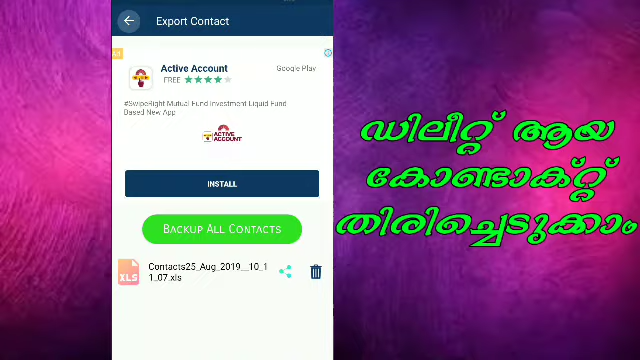 Export Contact
Ad
Active Account
FREE
Google Play
#SwipeRight Mutual Fund Investment Liquid Fund
Based New App
ACTIVE
ACCOUNT
INSTALL
BACKUP ALL CONTACTS
XLS
Contacts25_Aug_2019__10_1
1_07.xls
ഡിലീറ്റ് ആയ
കോണ്ടാക്റ്റ്
തിരിച്ചെടുക്കാം